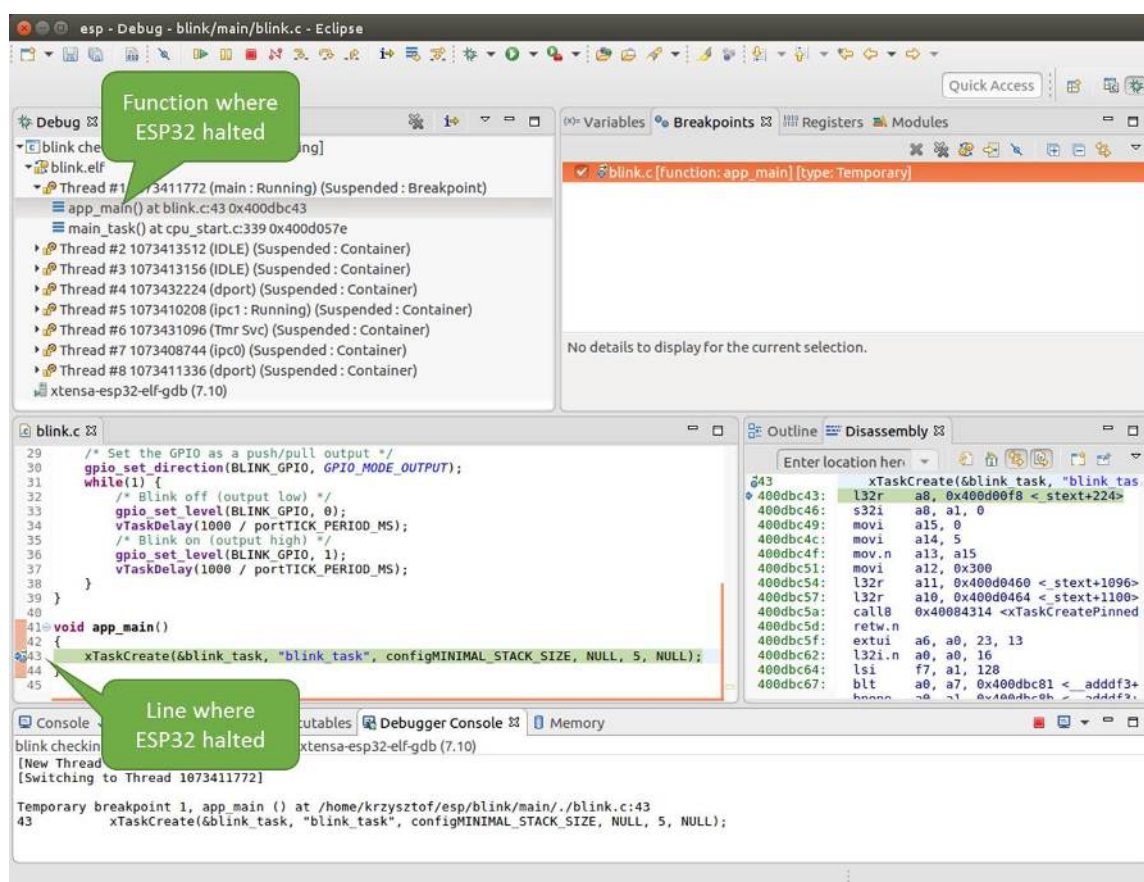 esp - Debug - blink/main/blink.c - Eclipse
Quick Access
Function where
ESP32 halted
Debug
blink che
ing]
blink.elf
Thread #1 1073411772 (main : Running) (Suspended : Breakpoint)
app_main() at blink.c:43 0x400dbc43
main_task() at cpu_start.c:339 0x400d057e
Thread #2 1073413512 (IDLE) (Suspended : Container)
Thread #3 1073413156 (IDLE) (Suspended : Container)
Thread #4 1073432224 (dport) (Suspended : Container)
Thread #5 1073410208 (ipc1 : Running) (Suspended : Container)
Thread #6 1073431096 (Tmr Svc) (Suspended : Container)
Thread #7 1073408744 (ipc0) (Suspended : Container)
Thread #8 1073411336 (dport) (Suspended : Container)
xtensa-esp32-elf-gdb (7.10)
(x)= Variables Breakpoints Registers Modules
blink.c [function: app_main] [type: Temporary]
No details to display for the current selection.
blink.c
29 /* Set the GPIO as a push/pull output */
30 gpio_set_direction(BLINK_GPIO, GPIO_MODE_OUTPUT);
31 while(1) {
32 /* Blink off (output low) */
33 gpio_set_level(BLINK_GPIO, 0);
34 vTaskDelay(1000 / portTICK_PERIOD_MS);
35 /* Blink on (output high) */
36 gpio_set_level(BLINK_GPIO, 1);
37 vTaskDelay(1000 / portTICK_PERIOD_MS);
38 }
39 }
40
41 void app_main()
42 {
43 xTaskCreate(&blink_task, "blink_task", configMINIMAL_STACK_SIZE, NULL, 5, NULL);
44 }
45
Line where
ESP32 halted
Outline Disassembly
Enter location her
43 xTaskCreate(&blink_task, "blink_tas
400dbc43: l32r a8, 0x400d00f8 <_stext+224>
400dbc46: s32i a8, a1, 0
400dbc49: movi a15, 0
400dbc4c: movi a14, 5
400dbc4f: mov.n a13, a15
400dbc51: movi a12, 0x300
400dbc54: l32r a11, 0x400d0460 <_stext+1096>
400dbc57: l32r a10, 0x400d0464 <_stext+1100>
400dbc5a: call8 0x40084314 <xTaskCreatePinned
400dbc5d: retw.n
400dbc5f: extui a6, a0, 23, 13
400dbc62: l32i.n a0, a0, 16
400dbc64: lsi f7, a1, 128
400dbc67: blt a0, a7, 0x400dbc81 <__adddf3+
Console
cutables Debugger Console Memory
blink checkin
xtensa-esp32-elf-gdb (7.10)
[New Thread
[Switching to Thread 1073411772]
Temporary breakpoint 1, app_main () at /home/krzysztof/esp/blink/main/./blink.c:43
43 xTaskCreate(&blink_task, "blink_task", configMINIMAL_STACK_SIZE, NULL, 5, NULL);